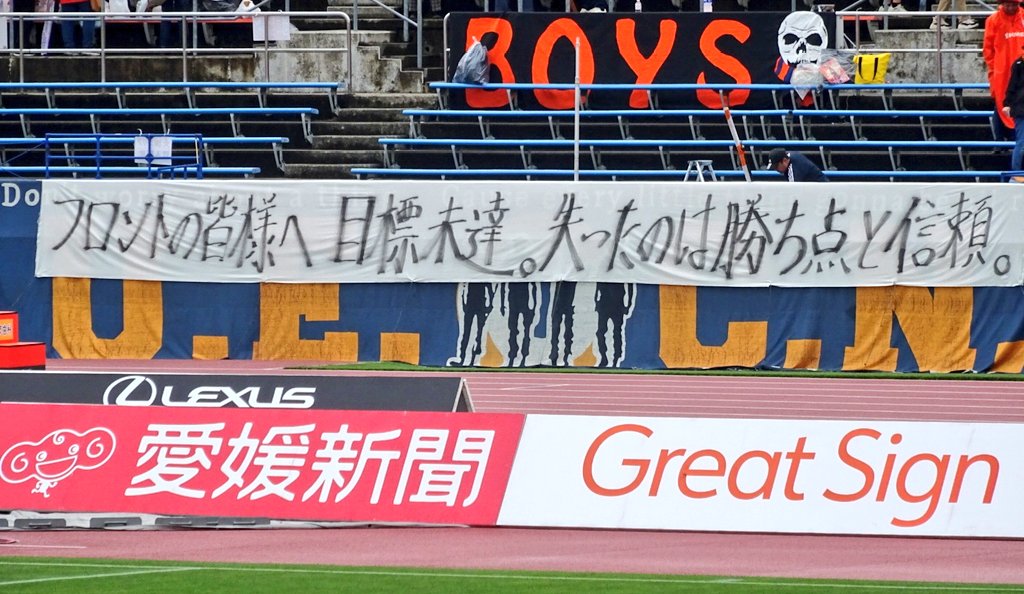 BOYS
Do
フロントの皆様へ 目標未達。失ったのは勝ち点と信頼。
O.E. C.N.
LEXUS
愛媛新聞
Great Sign